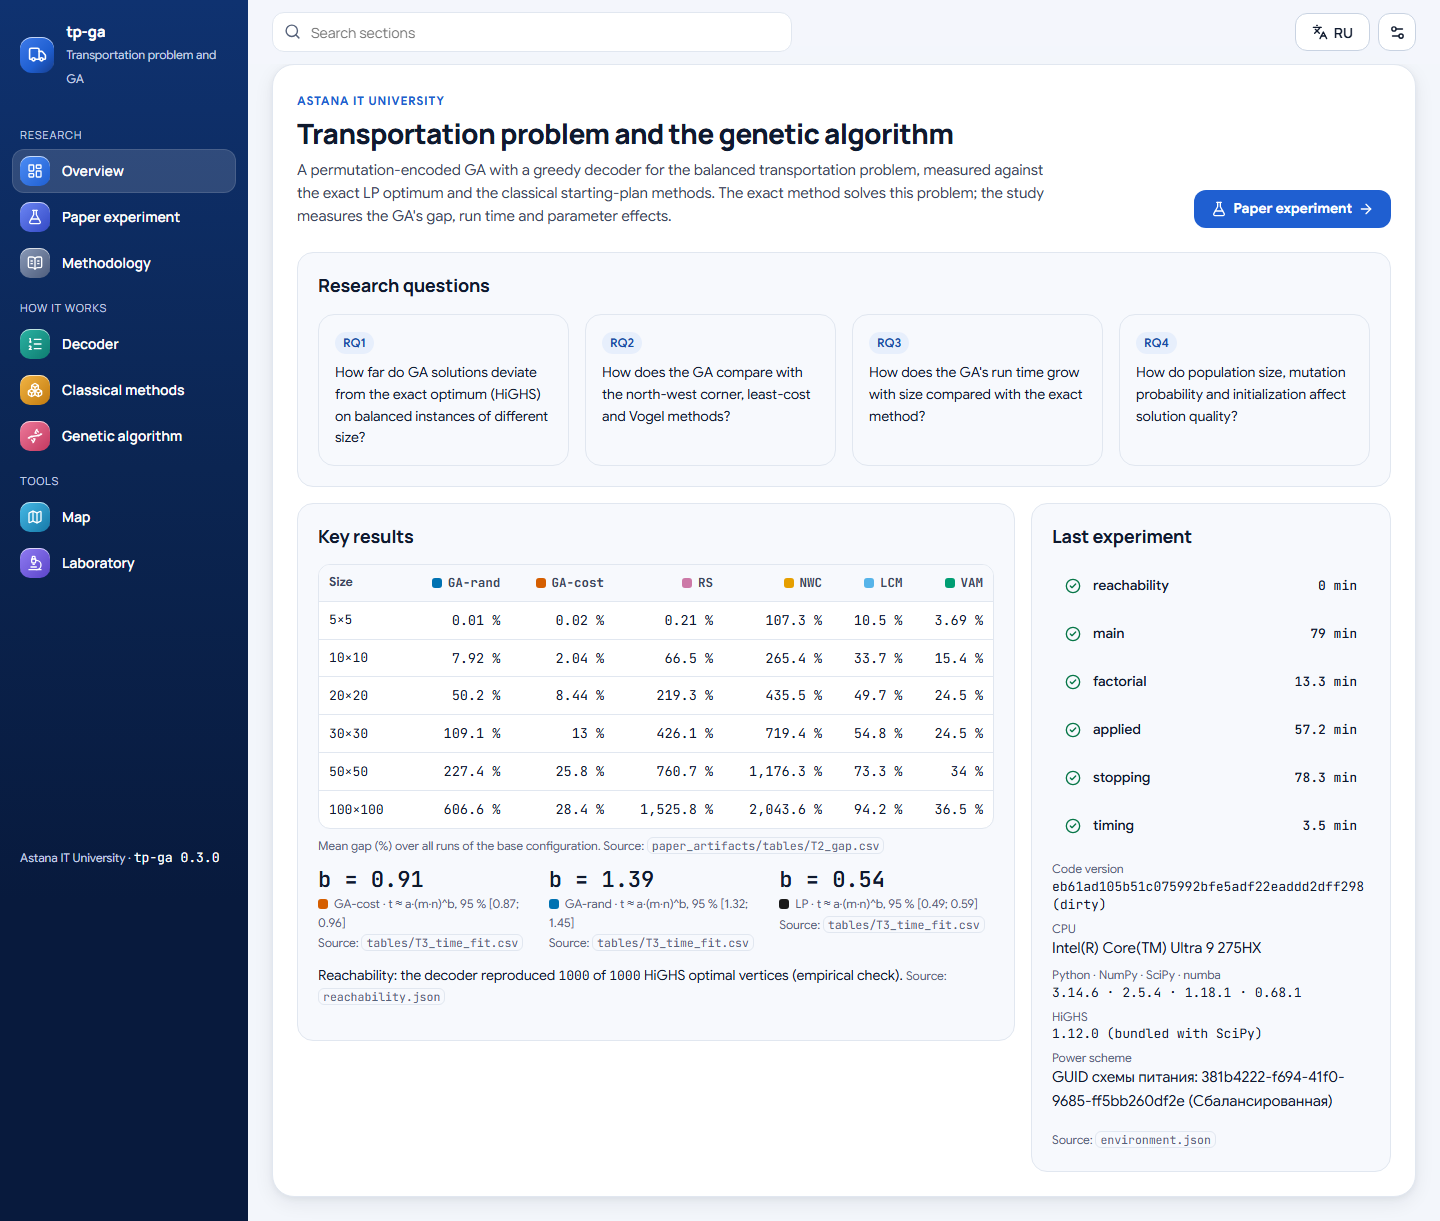 tp-ga
Transportation problem and
GA
RESEARCH
Overview
Paper experiment
Methodology
HOW IT WORKS
Decoder
Classical methods
Genetic algorithm
TOOLS
Map
Laboratory
Astana IT University · tp-ga 0.3.0
Search sections
RU
ASTANA IT UNIVERSITY
Transportation problem and the genetic algorithm
A permutation-encoded GA with a greedy decoder for the balanced transportation problem, measured against
the exact LP optimum and the classical starting-plan methods. The exact method solves this problem; the study
measures the GA's gap, run time and parameter effects.
Paper experiment →
Research questions
RQ1
How far do GA solutions deviate
from the exact optimum (HiGHS)
on balanced instances of different
size?
RQ2
How does the GA compare with
the north-west corner, least-cost
and Vogel methods?
RQ3
How does the GA's run time grow
with size compared with the exact
method?
RQ4
How do population size, mutation
probability and initialization affect
solution quality?
Key results
Size GA-rand GA-cost RS NWC LCM VAM
5×5 0.01 % 0.02 % 0.21 % 107.3 % 10.5 % 3.69 %
10×10 7.92 % 2.04 % 66.5 % 265.4 % 33.7 % 15.4 %
20×20 50.2 % 8.44 % 219.3 % 435.5 % 49.7 % 24.5 %
30×30 109.1 % 13 % 426.1 % 719.4 % 54.8 % 24.5 %
50×50 227.4 % 25.8 % 760.7 % 1,176.3 % 73.3 % 34 %
100×100 606.6 % 28.4 % 1,525.8 % 2,043.6 % 94.2 % 36.5 %
Mean gap (%) over all runs of the base configuration. Source: paper_artifacts/tables/T2_gap.csv
b = 0.91
GA-cost · t ≈ a·(m·n)^b, 95 % [0.87;
0.96]
Source: tables/T3_time_fit.csv
b = 1.39
GA-rand · t ≈ a·(m·n)^b, 95 % [1.32;
1.45]
Source: tables/T3_time_fit.csv
b = 0.54
LP · t ≈ a·(m·n)^b, 95 % [0.49; 0.59]
Source: tables/T3_time_fit.csv
Reachability: the decoder reproduced 1000 of 1000 HiGHS optimal vertices (empirical check). Source:
reachability.json
Last experiment
reachability 0 min
main 79 min
factorial 13.3 min
applied 57.2 min
stopping 78.3 min
timing 3.5 min
Code version
eb61ad105b51c075992bfe5adf22eaddd2dff298
(dirty)
CPU
Intel(R) Core(TM) Ultra 9 275HX
Python · NumPy · SciPy · numba
3.14.6 · 2.5.4 · 1.18.1 · 0.68.1
HiGHS
1.12.0 (bundled with SciPy)
Power scheme
GUID схемы питания: 381b4222-f694-41f0-
9685-ff5bb260df2e (Сбалансированная)
Source: environment.json